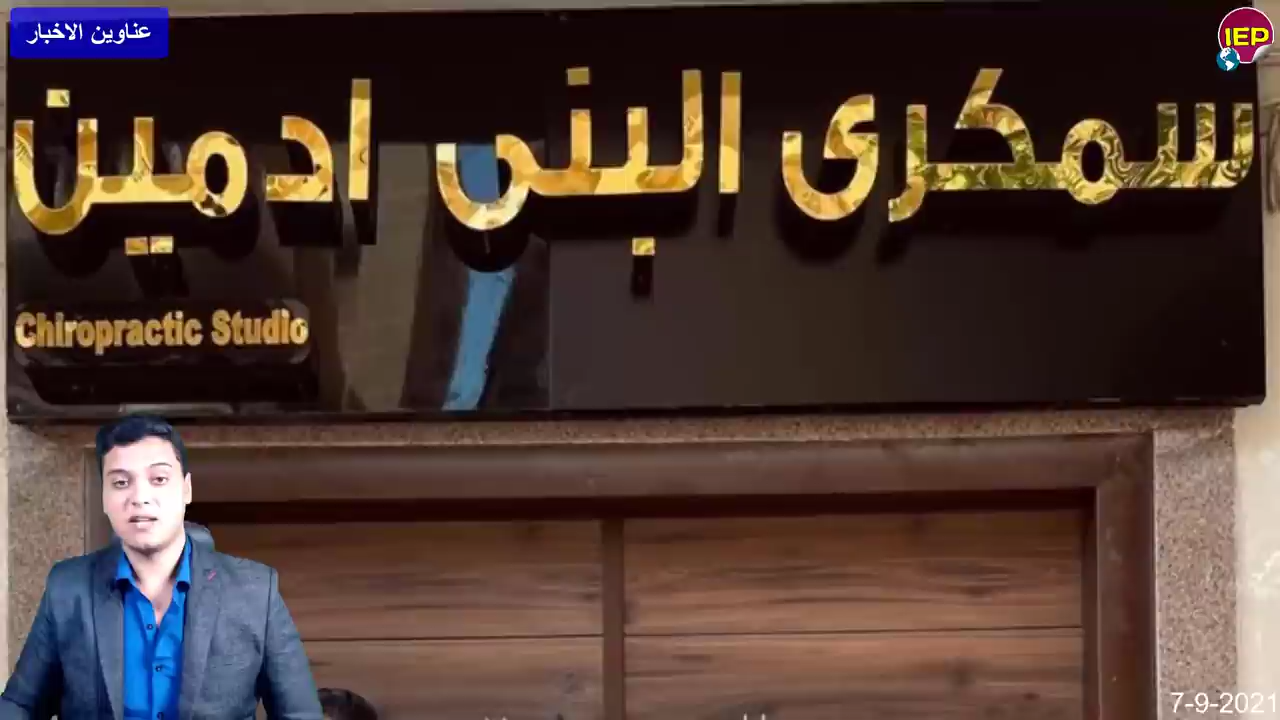 عناوين الاخبار
IEP
سمكرى البنى ادمين
Chiropractic Studio
7-9-2021